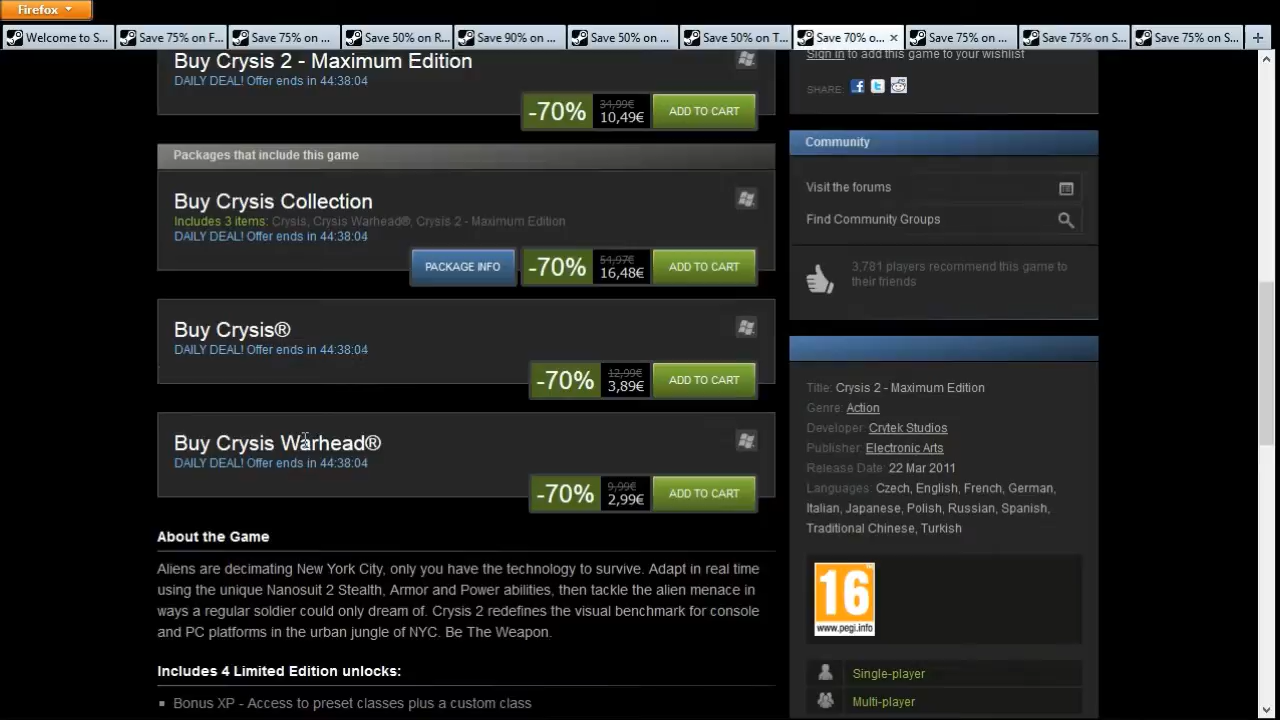 Firefox
Welcome to S...
Save 75% on F...
Save 75% on ...
Save 50% on R...
Save 90% on ...
Save 50% on ...
Save 50% on T...
Save 70% o...
Save 75% on ...
Save 75% on S...
Save 75% on S...
Buy Crysis 2 - Maximum Edition
DAILY DEAL! Offer ends in 44:38:04
-70%
34,99€
10,49€
ADD TO CART
Packages that include this game
Buy Crysis Collection
Includes 3 items: Crysis, Crysis Warhead®, Crysis 2 - Maximum Edition
DAILY DEAL! Offer ends in 44:38:04
PACKAGE INFO
-70%
54,97€
16,48€
ADD TO CART
Buy Crysis®
DAILY DEAL! Offer ends in 44:38:04
-70%
12,99€
3,89€
ADD TO CART
Buy Crysis Warhead®
DAILY DEAL! Offer ends in 44:38:04
-70%
9,99€
2,99€
ADD TO CART
About the Game
Aliens are decimating New York City, only you have the technology to survive. Adapt in real time
using the unique Nanosuit 2 Stealth, Armor and Power abilities, then tackle the alien menace in
ways a regular soldier could only dream of. Crysis 2 redefines the visual benchmark for console
and PC platforms in the urban jungle of NYC. Be The Weapon.
Includes 4 Limited Edition unlocks:
Bonus XP - Access to preset classes plus a custom class
Sign in to add this game to your wishlist
SHARE:
Community
Visit the forums
Find Community Groups
3,781 players recommend this game to
their friends
Title: Crysis 2 - Maximum Edition
Genre: Action
Developer: Crytek Studios
Publisher: Electronic Arts
Release Date: 22 Mar 2011
Languages: Czech, English, French, German,
Italian, Japanese, Polish, Russian, Spanish,
Traditional Chinese, Turkish
16
www.pegi.info
Single-player
Multi-player